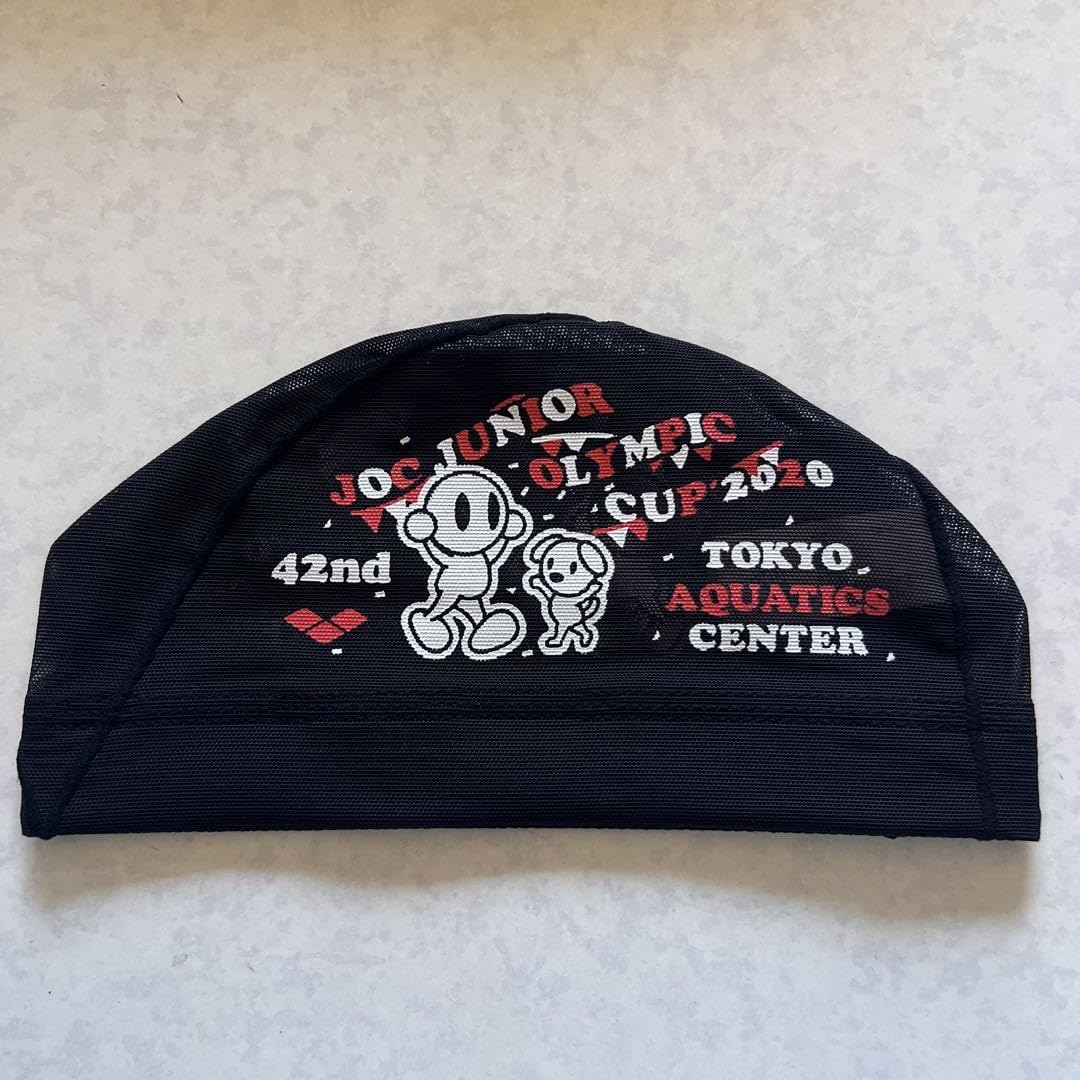 JOC JUNIOR
OLYMPIC
CUP 2020
42nd
TOKYO
AQUATICS
CENTER